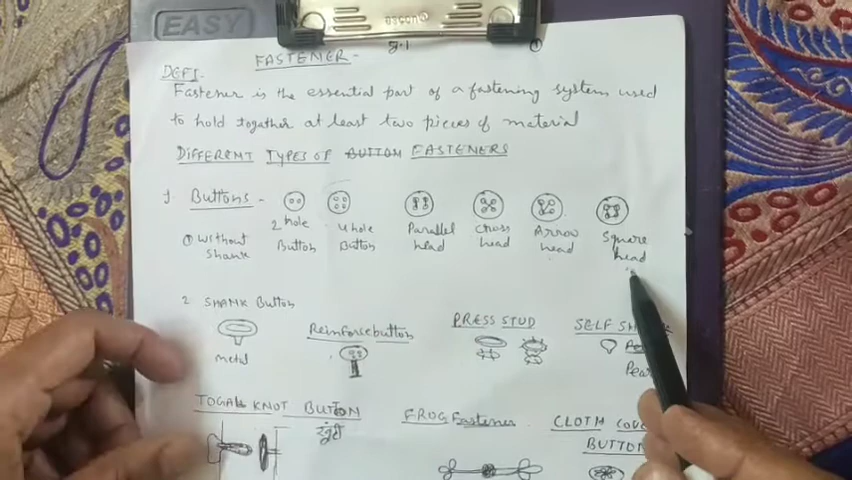 EASY
FASTENER -
DEFI -
Fastener is the essential part of a fastening system used
to hold together at least two pieces of material
DIFFERENT TYPES OF BUTTON FASTENERS
1 Buttons -
2 hole Button
4 hole Button
Parallel head
Cross head
Arrow head
Square head
① without shank
2 SHANK Button
metal
Reinforce button
PRESS STUD
SELF
TOGAL KNOT BUTTON
FROG Fastener
CLOTH
BUTTON